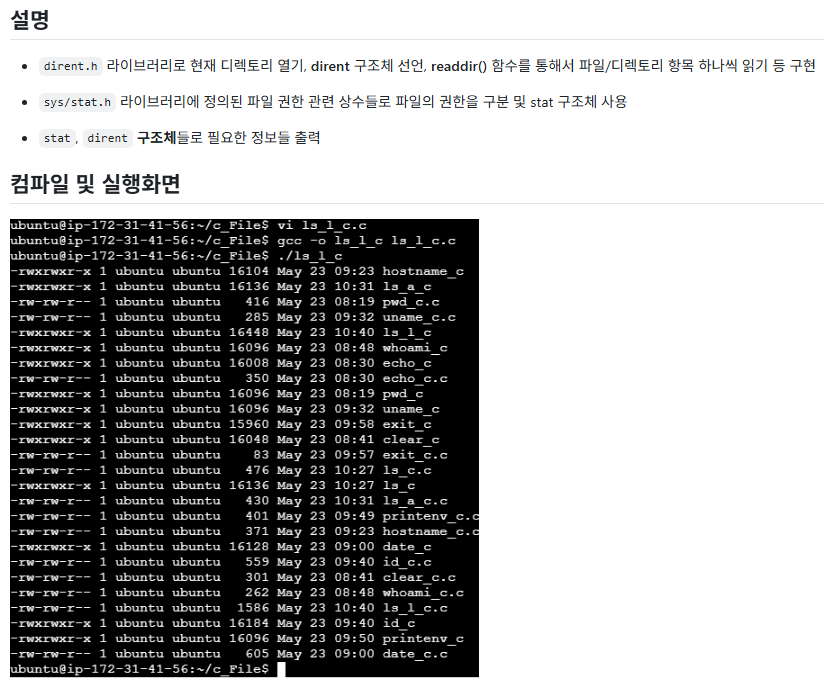 설명
dirent.h 라이브러리로 현재 디렉토리 열기, dirent 구조체 선언, readdir() 함수를 통해서 파일/디렉토리 항목 하나씩 읽기 등 구현
sys/stat.h 라이브러리에 정의된 파일 권한 관련 상수들로 파일의 권한을 구분 및 stat 구조체 사용
stat, dirent 구조체들로 필요한 정보들 출력
컴파일 및 실행화면
ubuntu@ip-172-31-41-56:~/c_File$ vi ls_l_c.c
ubuntu@ip-172-31-41-56:~/c_File$ gcc -o ls_l_c ls_l_c.c
ubuntu@ip-172-31-41-56:~/c_File$ ./ls_l_c
-rwxrwxr-x 1 ubuntu ubuntu 16104 May 23 09:23 hostname_c
-rwxrwxr-x 1 ubuntu ubuntu 16136 May 23 10:31 ls_a_c
-rw-rw-r-- 1 ubuntu ubuntu   416 May 23 08:19 pwd_c.c
-rw-rw-r-- 1 ubuntu ubuntu   285 May 23 09:32 uname_c.c
-rwxrwxr-x 1 ubuntu ubuntu 16448 May 23 10:40 ls_l_c
-rwxrwxr-x 1 ubuntu ubuntu 16096 May 23 08:48 whoami_c
-rwxrwxr-x 1 ubuntu ubuntu 16008 May 23 08:30 echo_c
-rw-rw-r-- 1 ubuntu ubuntu   350 May 23 08:30 echo_c.c
-rwxrwxr-x 1 ubuntu ubuntu 16096 May 23 08:19 pwd_c
-rwxrwxr-x 1 ubuntu ubuntu 16096 May 23 09:32 uname_c
-rwxrwxr-x 1 ubuntu ubuntu 15960 May 23 09:58 exit_c
-rwxrwxr-x 1 ubuntu ubuntu 16048 May 23 08:41 clear_c
-rw-rw-r-- 1 ubuntu ubuntu    83 May 23 09:57 exit_c.c
-rw-rw-r-- 1 ubuntu ubuntu   476 May 23 10:27 ls_c.c
-rwxrwxr-x 1 ubuntu ubuntu 16136 May 23 10:27 ls_c
-rw-rw-r-- 1 ubuntu ubuntu   430 May 23 10:31 ls_a_c.c
-rw-rw-r-- 1 ubuntu ubuntu   401 May 23 09:49 printenv_c.c
-rw-rw-r-- 1 ubuntu ubuntu   371 May 23 09:23 hostname_c.c
-rwxrwxr-x 1 ubuntu ubuntu 16128 May 23 09:00 date_c
-rw-rw-r-- 1 ubuntu ubuntu   559 May 23 09:40 id_c.c
-rw-rw-r-- 1 ubuntu ubuntu   301 May 23 08:41 clear_c.c
-rw-rw-r-- 1 ubuntu ubuntu   262 May 23 08:48 whoami_c.c
-rw-rw-r-- 1 ubuntu ubuntu  1586 May 23 10:40 ls_l_c.c
-rwxrwxr-x 1 ubuntu ubuntu 16184 May 23 09:40 id_c
-rwxrwxr-x 1 ubuntu ubuntu 16096 May 23 09:50 printenv_c
-rw-rw-r-- 1 ubuntu ubuntu   605 May 23 09:00 date_c.c
ubuntu@ip-172-31-41-56:~/c_File$